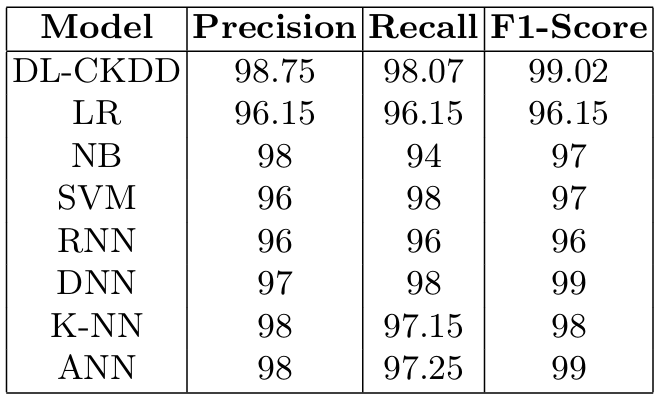 Model Precision Recall F1-Score
DL-CKDD 98.75 98.07 99.02
LR 96.15 96.15 96.15
NB 98 94 97
SVM 96 98 97
RNN 96 96 96
DNN 97 98 99
K-NN 98 97.15 98
ANN 98 97.25 99